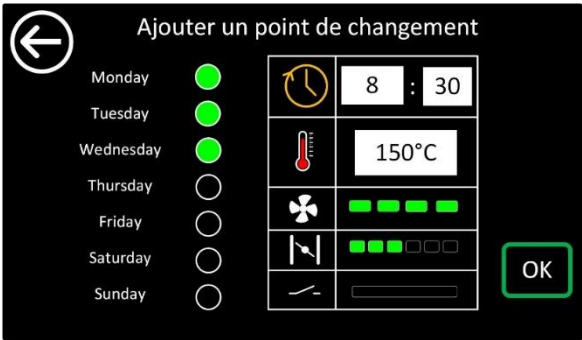 Ajouter un point de changement
Monday
Tuesday
Wednesday
Thursday
Friday
Saturday
Sunday
8 : 30
150°C
OK